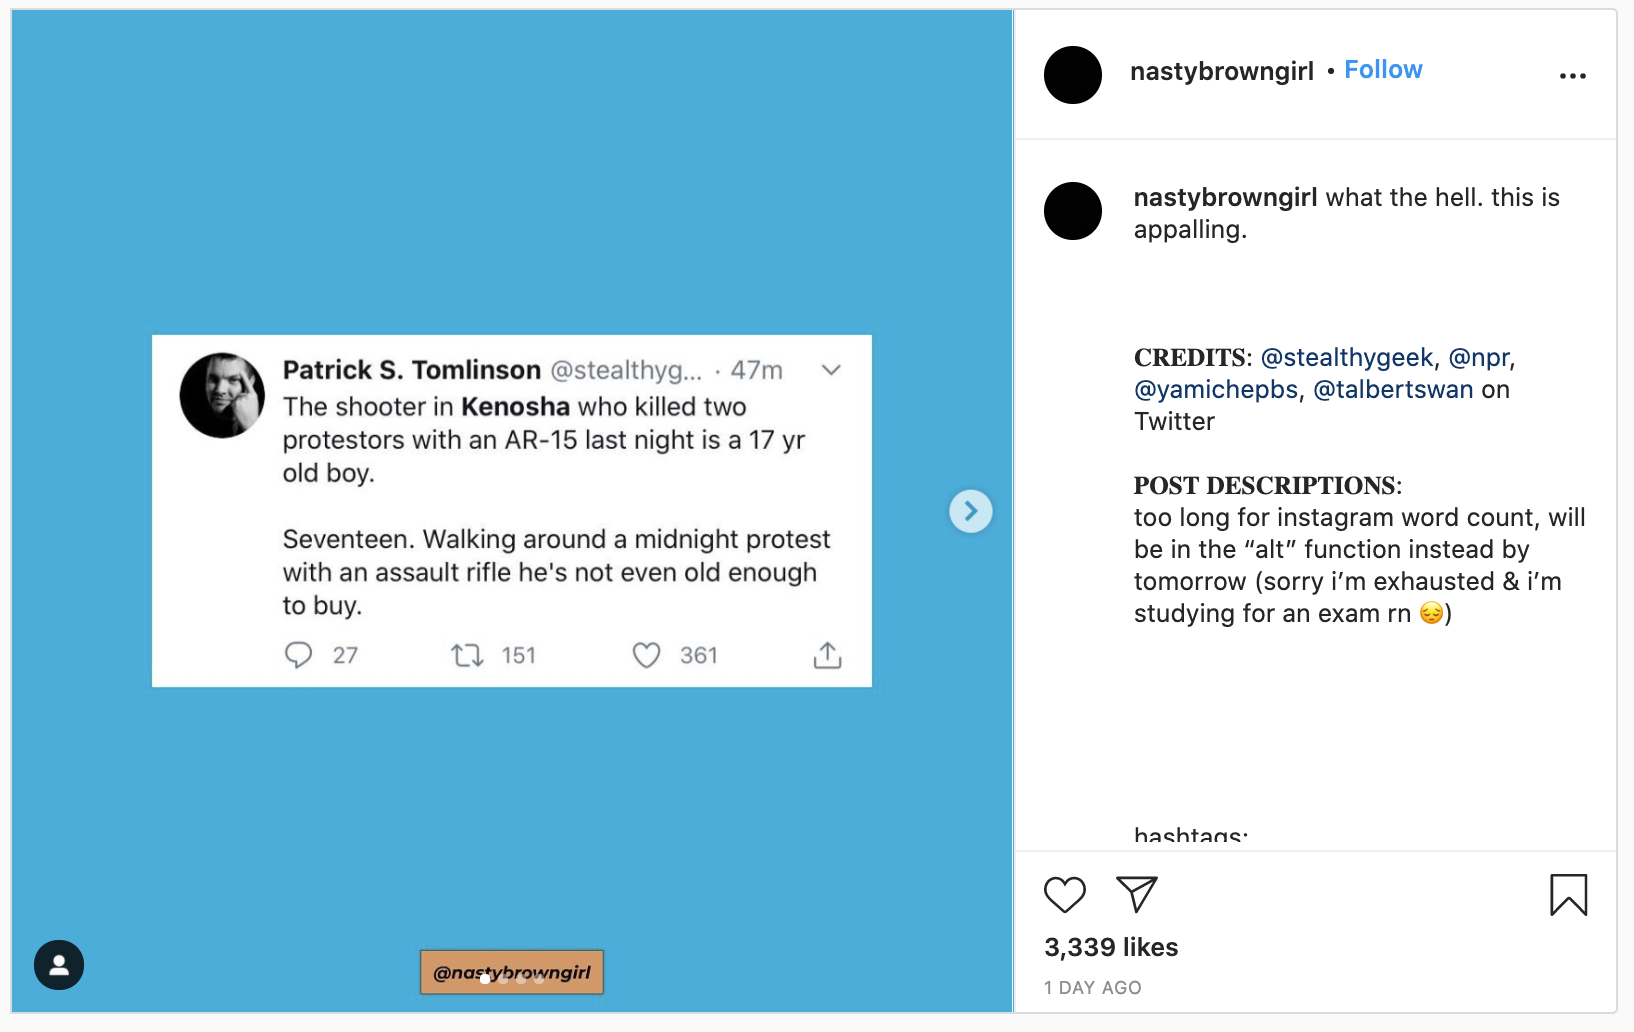 Patrick S. Tomlinson @stealthyg... · 47m
The shooter in Kenosha who killed two
protestors with an AR-15 last night is a 17 yr
old boy.
Seventeen. Walking around a midnight protest
with an assault rifle he's not even old enough
to buy.
27 151 361
@nastybrowngirl
nastybrowngirl • Follow
nastybrowngirl what the hell. this is
appalling.
CREDITS: @stealthygeek, @npr,
@yamichepbs, @talbertswan on
Twitter
POST DESCRIPTIONS:
too long for instagram word count, will
be in the “alt” function instead by
tomorrow (sorry i’m exhausted & i’m
studying for an exam rn 😔)
hashtags:
3,339 likes
1 DAY AGO